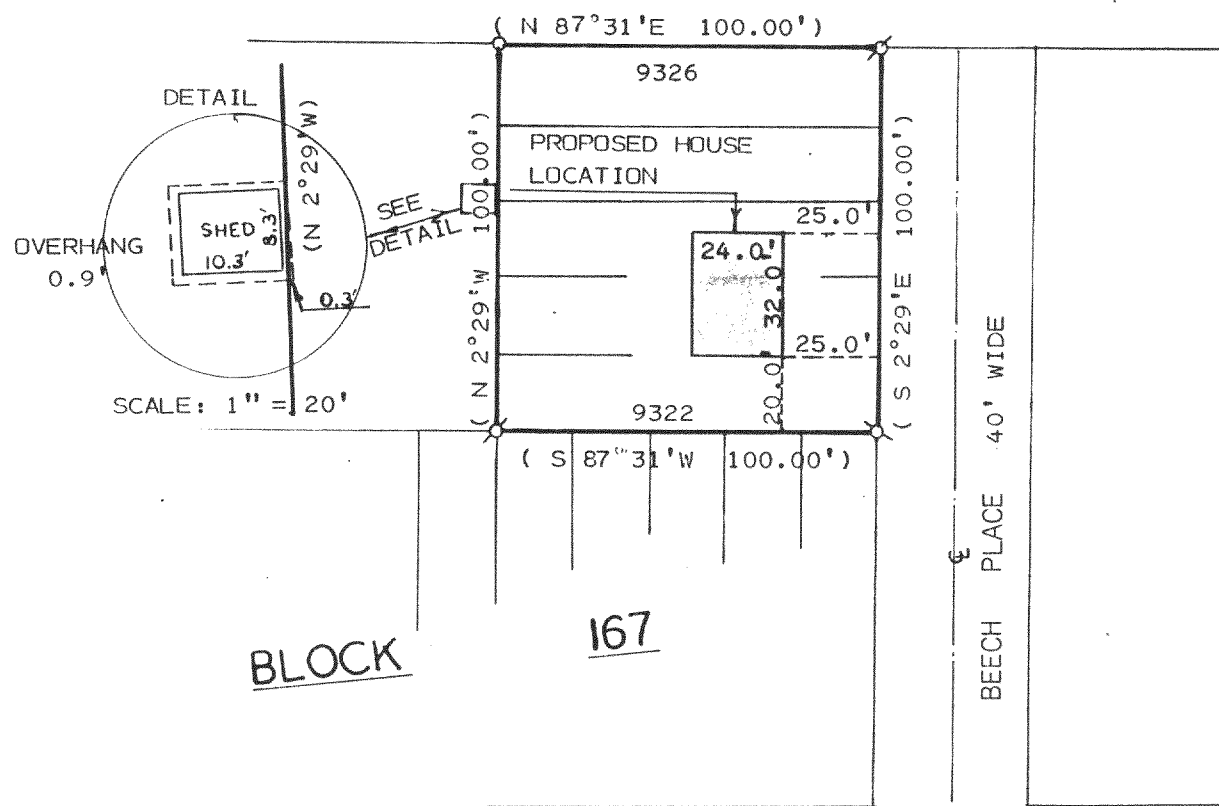 ( N 87°31'E 100.00')
9326
DETAIL
(N 2°29'W)
PROPOSED HOUSE
LOCATION
SEE
DETAIL
( N 2°29'W 100.00')
SHED
8.3'
10.3'
OVERHANG
0.9'
0.3'
25.0'
24.0'
32.0'
25.0'
20.0
( S 2°29'E 100.00')
SCALE: 1" = 20'
9322
( S 87°31'W 100.00')
BEECH PLACE 40' WIDE
℄
BLOCK 167